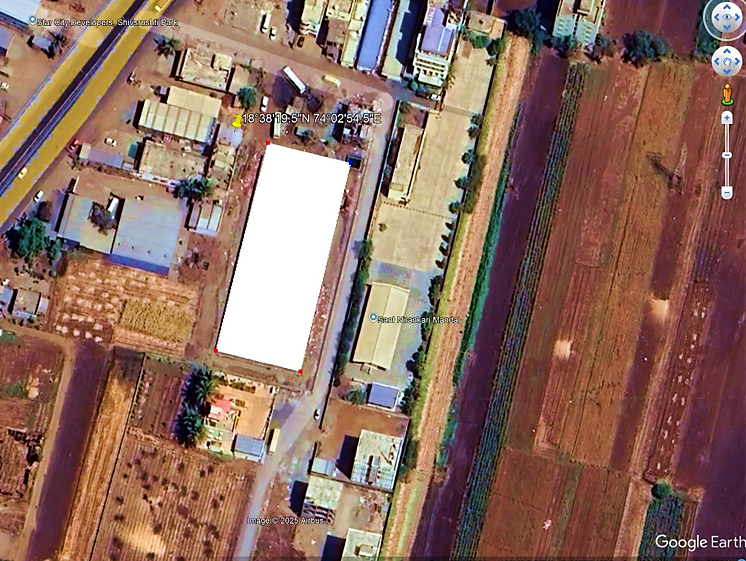 Star City Developers, Shivsrushti Park
18°38'19.5"N 74°02'54.5"E
Sant Nirankari Mandal
Image © 2025 Airbus
Google Earth